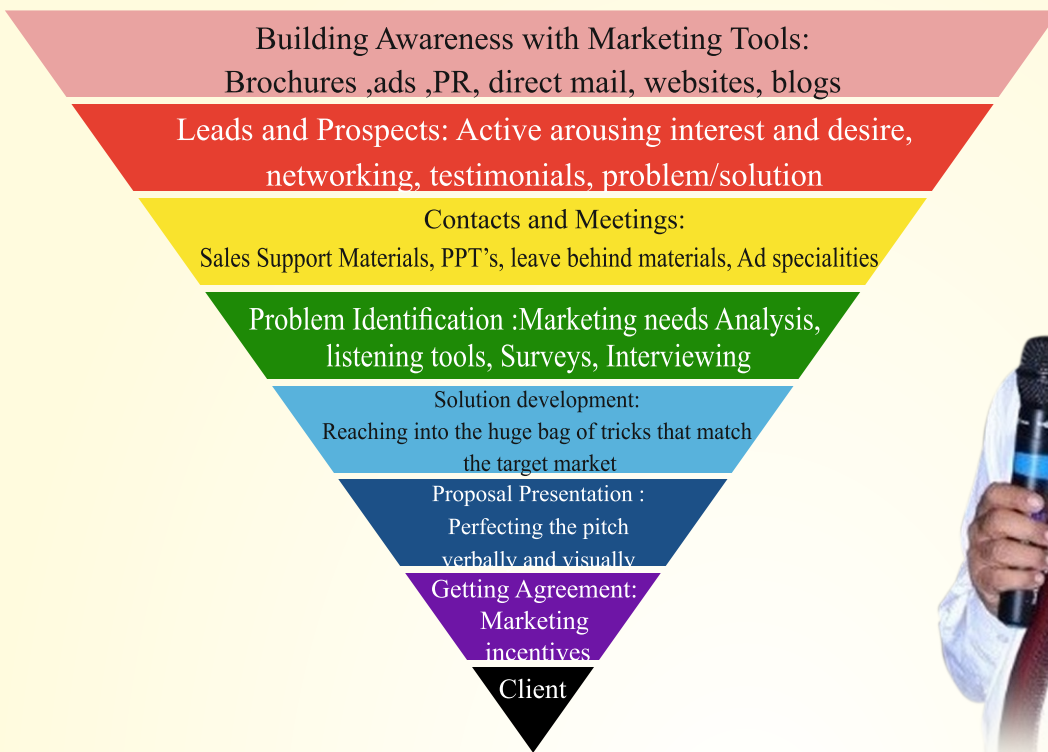 Building Awareness with Marketing Tools:
Brochures ,ads ,PR, direct mail, websites, blogs
Leads and Prospects: Active arousing interest and desire,
networking, testimonials, problem/solution
Contacts and Meetings:
Sales Support Materials, PPT’s, leave behind materials, Ad specialities
Problem Identification :Marketing needs Analysis,
listening tools, Surveys, Interviewing
Solution development:
Reaching into the huge bag of tricks that match
the target market
Proposal Presentation :
Perfecting the pitch
verbally and visually
Getting Agreement:
Marketing
incentives
Client